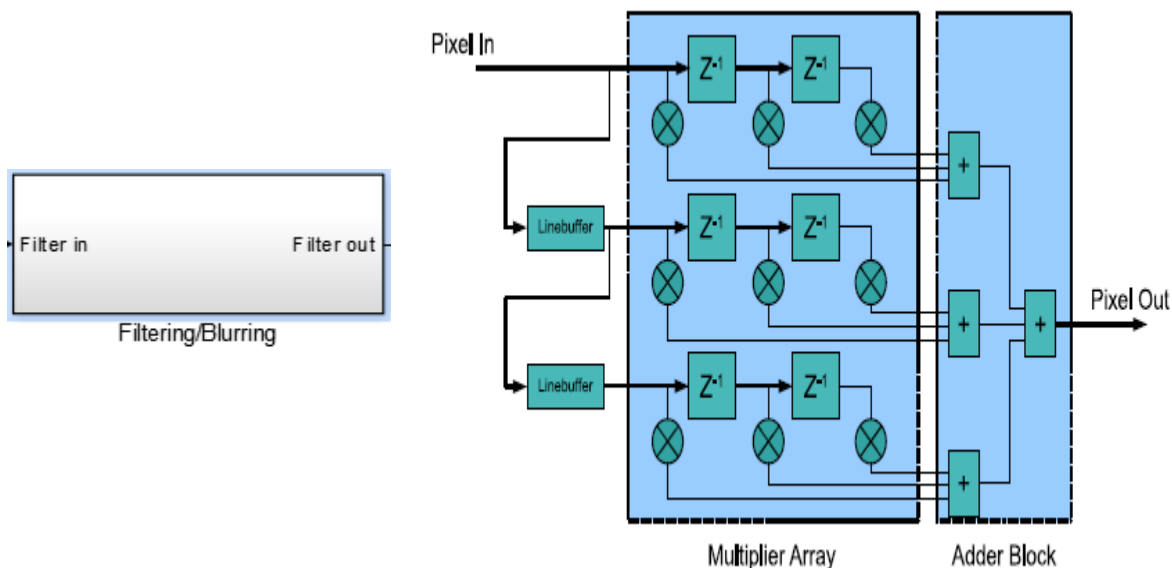 Filter in
Filter out
Filtering/Blurring
Pixel In
Z⁻¹
Z⁻¹
+
Linebuffer
Z⁻¹
Z⁻¹
+
+
Pixel Out
Linebuffer
Z⁻¹
Z⁻¹
+
Multiplier Array
Adder Block